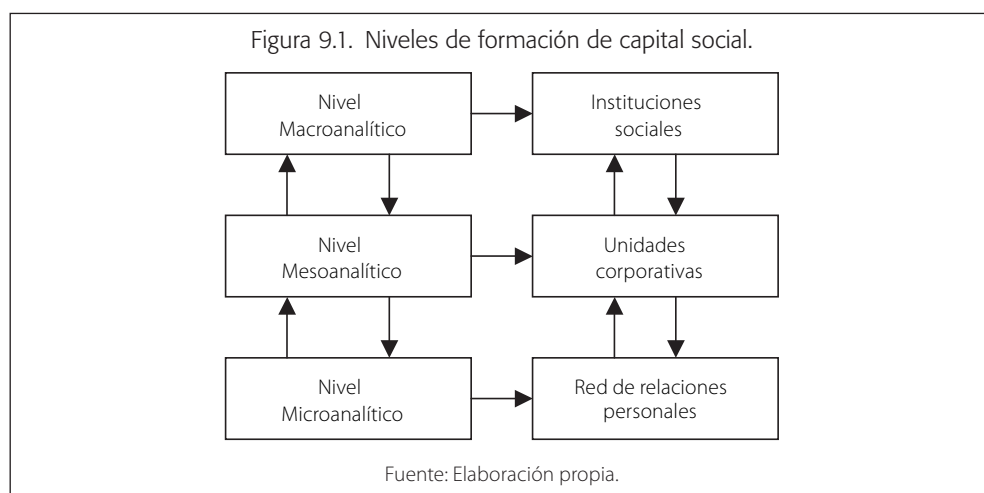 Figura 9.1. Niveles de formación de capital social.
Nivel
Macroanalítico
Instituciones
sociales
Nivel
Mesoanalítico
Unidades
corporativas
Nivel
Microanalítico
Red de relaciones
personales
Fuente: Elaboración propia.